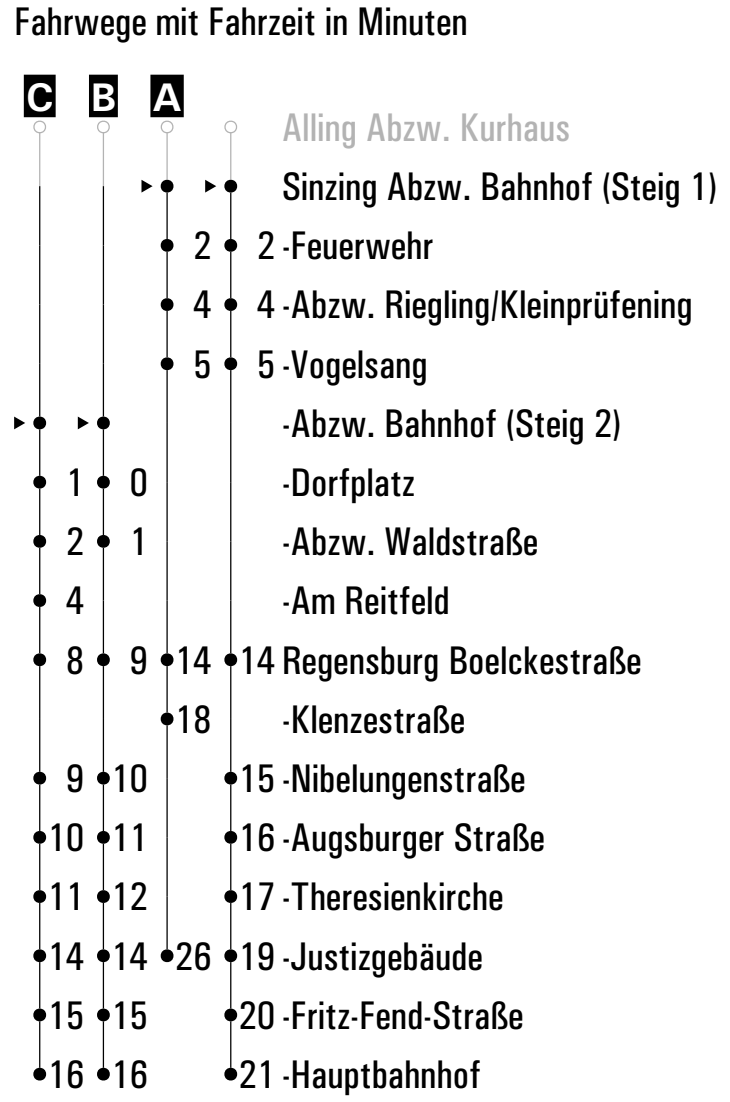 Fahrwege mit Fahrzeit in Minuten
C B A
Alling Abzw. Kurhaus
Sinzing Abzw. Bahnhof (Steig 1)
2 2 -Feuerwehr
4 4 -Abzw. Riegling/Kleinprüfening
5 5 -Vogelsang
-Abzw. Bahnhof (Steig 2)
1 0 -Dorfplatz
2 1 -Abzw. Waldstraße
4 -Am Reitfeld
8 9 14 14 Regensburg Boelckestraße
18 -Klenzestraße
9 10 15 -Nibelungenstraße
10 11 16 -Augsburger Straße
11 12 17 -Theresienkirche
14 14 26 19 -Justizgebäude
15 15 20 -Fritz-Fend-Straße
16 16 21 -Hauptbahnhof